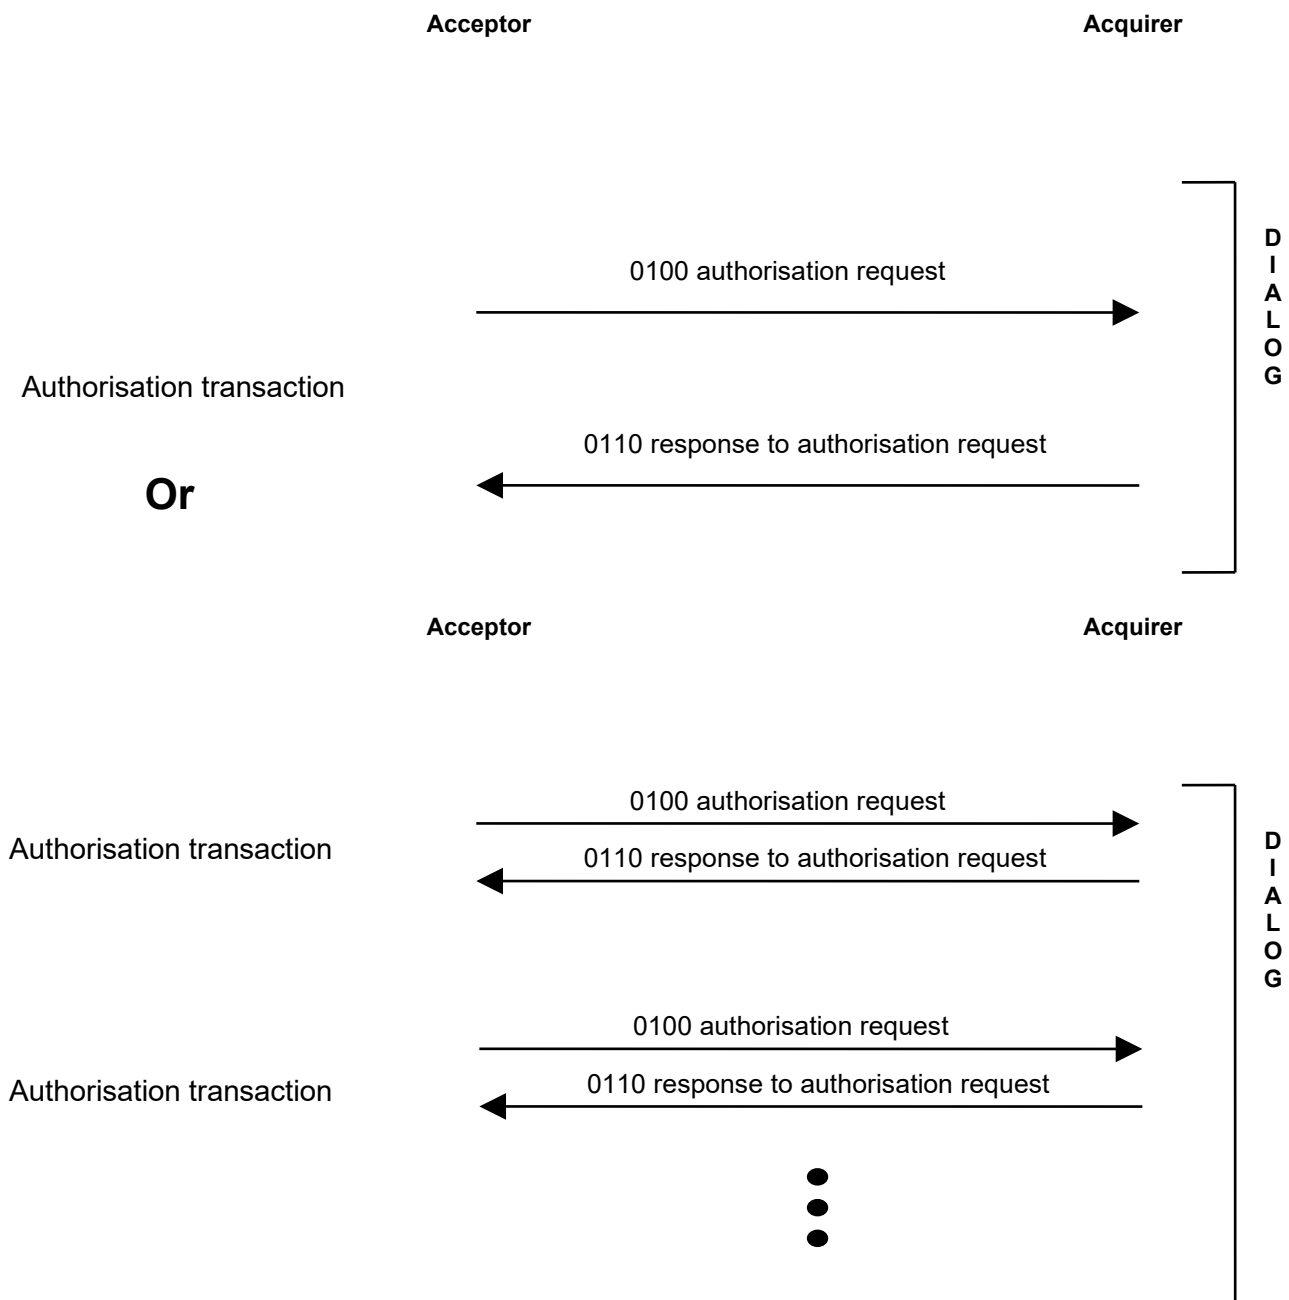 Acceptor Acquirer
0100 authorisation request
Authorisation transaction
0110 response to authorisation request
Or
D
I
A
L
O
G
Acceptor Acquirer
0100 authorisation request
Authorisation transaction
0110 response to authorisation request
0100 authorisation request
Authorisation transaction
0110 response to authorisation request
D
I
A
L
O
G